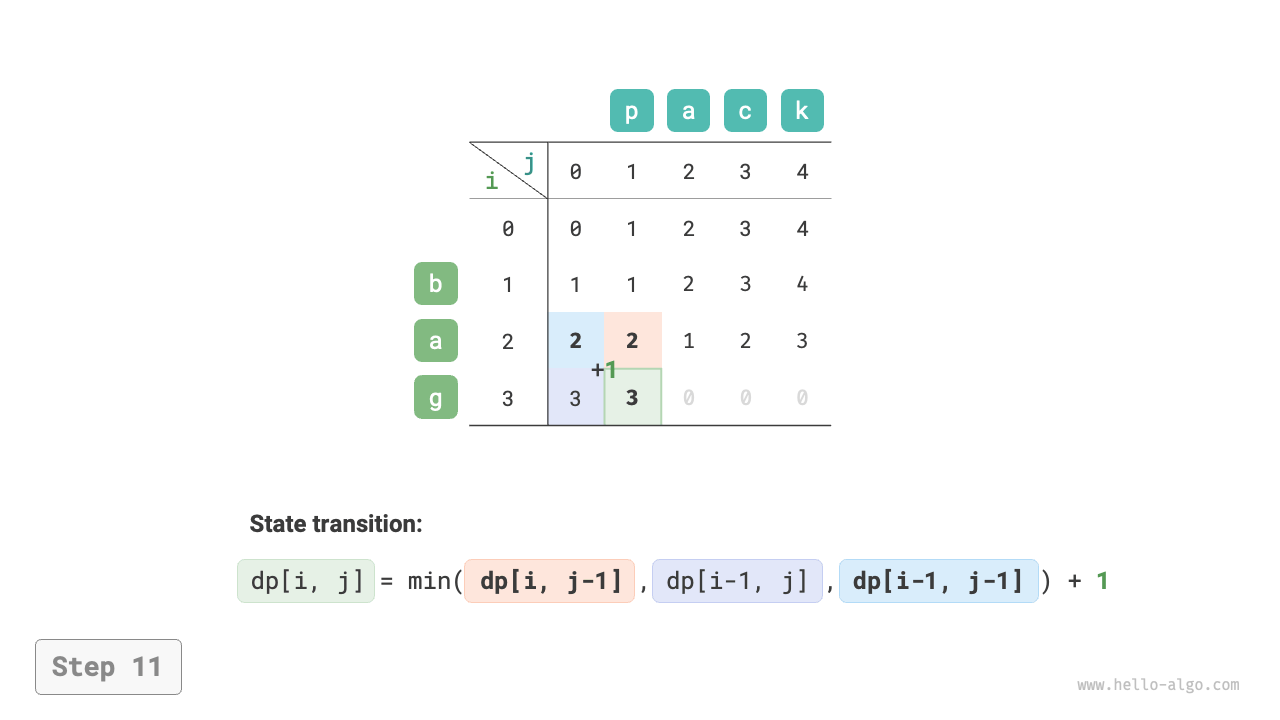 p a c k
j
i 0 1 2 3 4
0 0 1 2 3 4
b 1 1 1 2 3 4
a 2 2 2 1 2 3
+1
g 3 3 3 0 0 0
State transition:
dp[i, j] = min( dp[i, j-1] , dp[i-1, j] , dp[i-1, j-1] ) + 1
Step 11
www.hello-algo.com